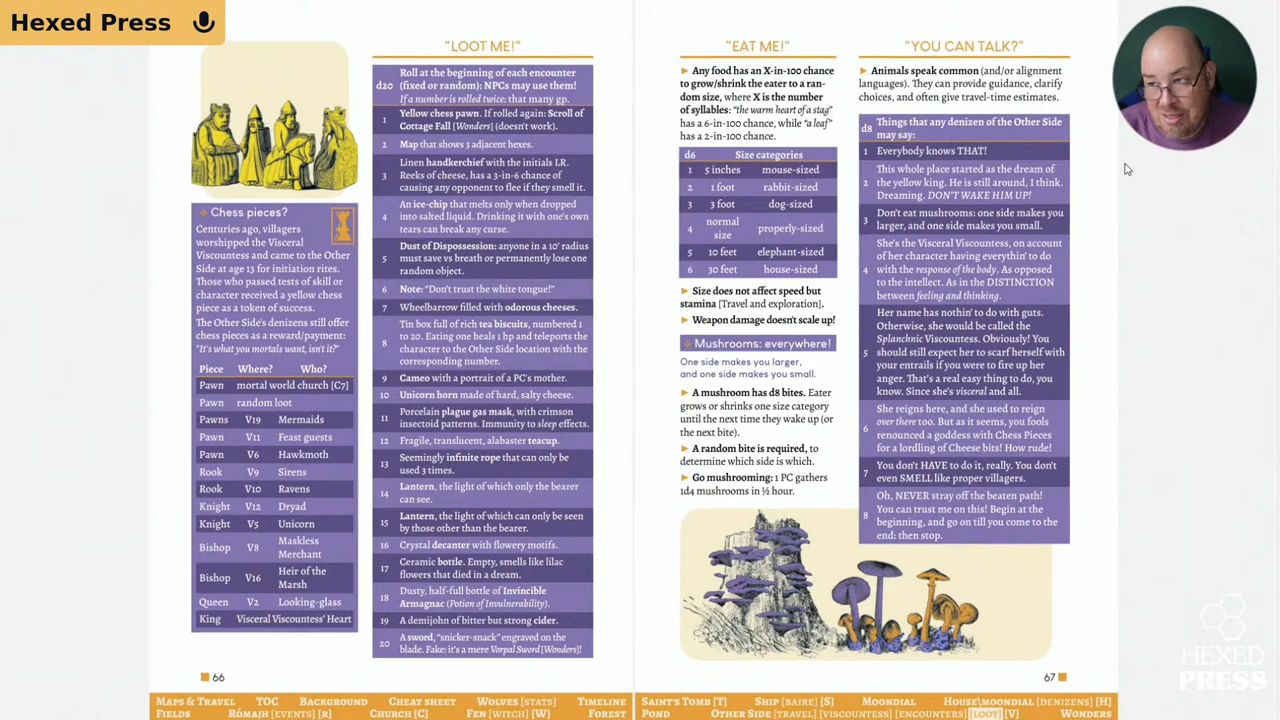 Hexed Press
Chess pieces?
Centuries ago, villagers
worshipped the Visceral
Viscountess and came to the Other
Side at age 13 for initiation rites.
Those who passed tests of skill or
character received a yellow chess
piece as a token of success.
The Other Side's denizens still offer
chess pieces as a reward/payment:
"It's what you mortals want, isn't it?"
Piece Where? Who?
Pawn mortal world church [C7]
Pawn random loot
Pawns V19 Mermaids
Pawn V11 Feast guests
Pawn V6 Hawkmoth
Rook V9 Sirens
Rook V10 Ravens
Knight V12 Dryad
Knight V5 Unicorn
Bishop V8 Maskless
Merchant
Bishop V16 Heir of the
Marsh
Queen V2 Looking-glass
King Visceral Viscountess' Heart
66
"LOOT ME!"
d20 Roll at the beginning of each encounter
(fixed or random): NPCs may use them!
If a number is rolled twice: that many gp.
1 Yellow chess pawn. If rolled again: Scroll of
Cottage Fall [Wonders] (doesn't work).
2 Map that shows 3 adjacent hexes.
3 Linen handkerchief with the initials LR.
Reeks of cheese, has a 3-in-6 chance of
causing any opponent to flee if they smell it.
4 An ice-chip that melts only when dropped
into salted liquid. Drinking it with one's own
tears can break any curse.
5 Dust of Dispossession: anyone in a 10' radius
must save vs breath or permanently lose one
random object.
6 Note: "Don't trust the white tongue!"
7 Wheelbarrow filled with odorous cheeses.
8 Tin box full of rich tea biscuits, numbered 1
to 20. Eating one heals 1 hp and teleports the
character to the Other Side location with the
corresponding number.
9 Cameo with a portrait of a PC's mother.
10 Unicorn horn made of hard, salty cheese.
11 Porcelain plague gas mask, with crimson
insectoid patterns. Immunity to sleep effects.
12 Fragile, translucent, alabaster teacup.
13 Seemingly infinite rope that can only be
used 3 times.
14 Lantern, the light of which only the bearer
can see.
15 Lantern, the light of which can only be seen
by those other than the bearer.
16 Crystal decanter with flowery motifs.
17 Ceramic bottle. Empty, smells like lilac
flowers that died in a dream.
18 Dusty, half-full bottle of Invincible
Armagnac (Potion of Invulnerability).
19 A demijohn of bitter but strong cider.
20 A sword, "snicker-snack" engraved on the
blade. Fake: it's a mere Vorpal Sword [Wonders]!
"EAT ME!"
► Any food has an X-in-100 chance
to grow/shrink the eater to a ran-
dom size, where X is the number
of syllables: "the warm heart of a stag"
has a 6-in-100 chance, while "a leaf"
has a 2-in-100 chance.
d6 Size categories
1 5 inches mouse-sized
2 1 foot rabbit-sized
3 3 foot dog-sized
4 normal
size properly-sized
5 10 feet elephant-sized
6 30 feet house-sized
► Size does not affect speed but
stamina [Travel and exploration].
► Weapon damage doesn't scale up!
Mushrooms: everywhere!
One side makes you larger,
and one side makes you small.
► A mushroom has d8 bites. Eater
grows or shrinks one size category
until the next time they wake up (or
the next bite).
► A random bite is required, to
determine which side is which.
► Go mushrooming: 1 PC gathers
1d4 mushrooms in ½ hour.
"YOU CAN TALK?"
► Animals speak common (and/or alignment
languages). They can provide guidance, clarify
choices, and often give travel-time estimates.
d8 Things that any denizen of the Other Side
may say:
1 Everybody knows THAT!
2 This whole place started as the dream of
the yellow king. He is still around, I think.
Dreaming. DON'T WAKE HIM UP!
3 Don't eat mushrooms: one side makes you
larger, and one side makes you small.
4 She's the Visceral Viscountess, on account
of her character having everythin' to do
with the response of the body. As opposed
to the intellect. As in the DISTINCTION
between feeling and thinking.
5 Her name has nothin' to do with guts.
Otherwise, she would be called the
Splanchnic Viscountess. Obviously! You
should still expect her to scarf herself with
your entrails if you were to fire up her
anger. That's a real easy thing to do, you
know. Since she's visceral and all.
6 She reigns here, and she used to reign
over there too. But as it seems, you fools
renounced a goddess with Chess Pieces
for a lordling of Cheese bits! How rude!
7 You don't HAVE to do it, really. You don't
even SMELL like proper villagers.
8 Oh, NEVER stray off the beaten path!
You can trust me on this! Begin at the
beginning, and go on till you come to the
end: then stop.
67
MAPS & TRAVEL TOC BACKGROUND CHEAT SHEET WOLVES [STATS] TIMELINE
FIELDS RÓMAJH [EVENTS] [R] CHURCH [C] FEN [WITCH] [W] FOREST
SAINT'S TOMB [T] SHIP [BAIRE] [S] MOONDIAL HOUSE\MOONDIAL [DENIZENS] [H]
POND OTHER SIDE [TRAVEL] [VISCOUNTESS] [ENCOUNTERS] [LOOT] [V] WONDERS
HEXED
PRESS